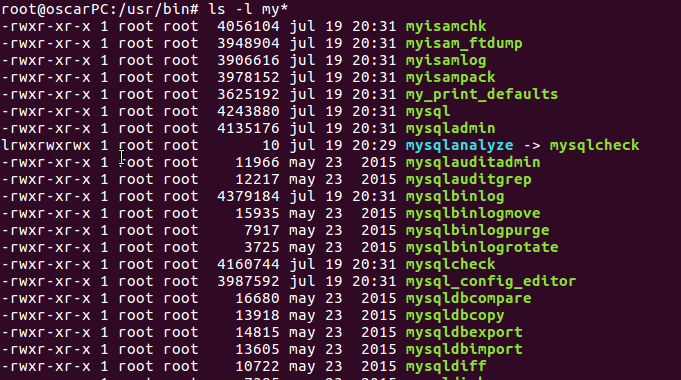 root@oscarPC:/usr/bin# ls -l my*
-rwxr-xr-x 1 root root  4056104 jul 19 20:31 myisamchk
-rwxr-xr-x 1 root root  3948904 jul 19 20:31 myisam_ftdump
-rwxr-xr-x 1 root root  3906616 jul 19 20:31 myisamlog
-rwxr-xr-x 1 root root  3978152 jul 19 20:31 myisampack
-rwxr-xr-x 1 root root  3625192 jul 19 20:31 my_print_defaults
-rwxr-xr-x 1 root root  4243880 jul 19 20:31 mysql
-rwxr-xr-x 1 root root  4135176 jul 19 20:31 mysqladmin
lrwxrwxrwx 1 root root       10 jul 19 20:29 mysqlanalyze -> mysqlcheck
-rwxr-xr-x 1 root root    11966 may 23  2015 mysqlauditadmin
-rwxr-xr-x 1 root root    12217 may 23  2015 mysqlauditgrep
-rwxr-xr-x 1 root root  4379184 jul 19 20:31 mysqlbinlog
-rwxr-xr-x 1 root root    15935 may 23  2015 mysqlbinlogmove
-rwxr-xr-x 1 root root     7917 may 23  2015 mysqlbinlogpurge
-rwxr-xr-x 1 root root     3725 may 23  2015 mysqlbinlogrotate
-rwxr-xr-x 1 root root  4160744 jul 19 20:31 mysqlcheck
-rwxr-xr-x 1 root root  3987592 jul 19 20:31 mysql_config_editor
-rwxr-xr-x 1 root root    16680 may 23  2015 mysqldbcompare
-rwxr-xr-x 1 root root    13918 may 23  2015 mysqldbcopy
-rwxr-xr-x 1 root root    14815 may 23  2015 mysqldbexport
-rwxr-xr-x 1 root root    13605 may 23  2015 mysqldbimport
-rwxr-xr-x 1 root root    10722 may 23  2015 mysqldiff